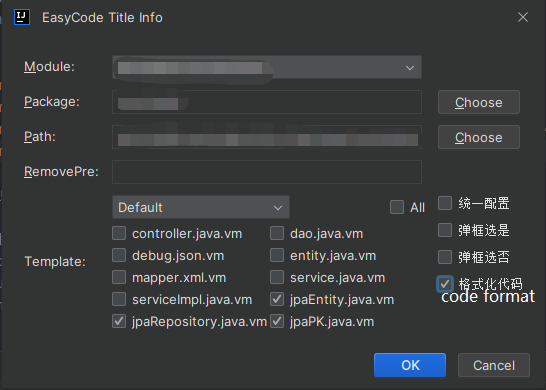 EasyCode Title Info
Module:
Package:
Choose
Path:
Choose
RemovePre:
Default
All
统一配置
controller.java.vm
dao.java.vm
弹框选是
Template:
debug.json.vm
entity.java.vm
弹框选否
mapper.xml.vm
service.java.vm
格式化代码
code format
serviceImpl.java.vm
jpaEntity.java.vm
jpaRepository.java.vm
jpaPK.java.vm
OK
Cancel